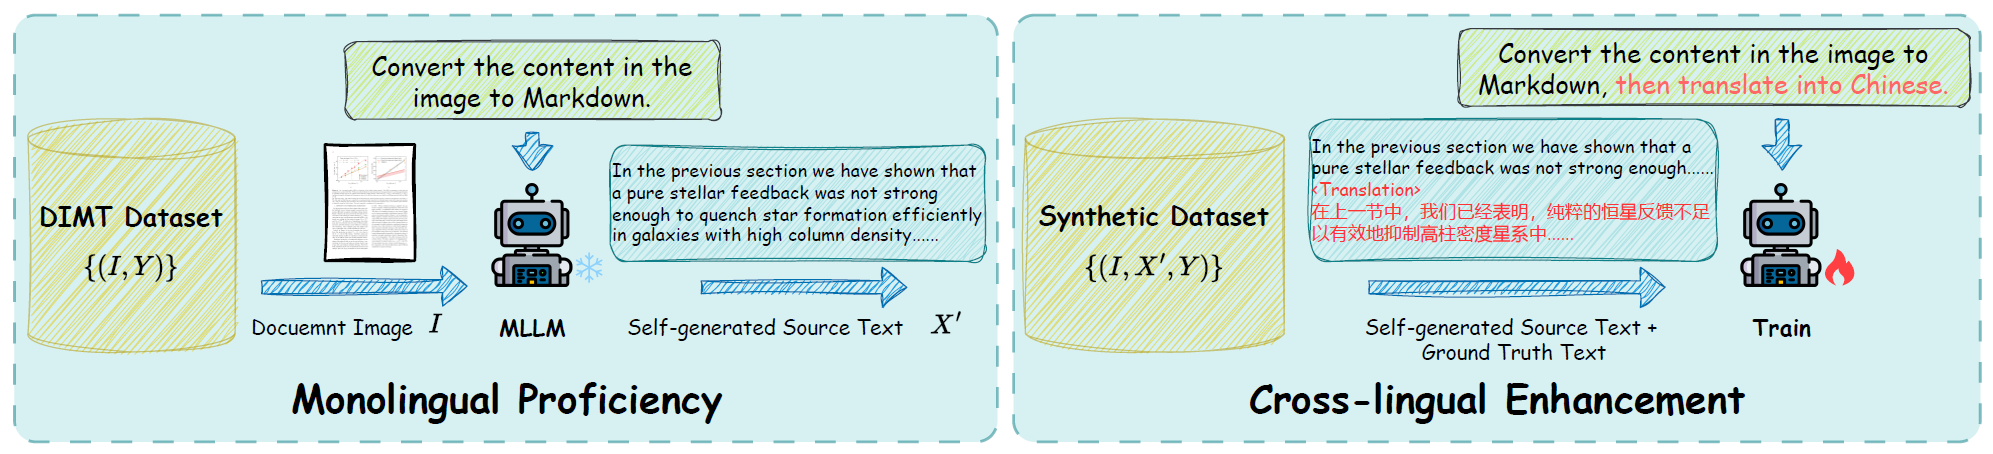 Convert the content in the
image to Markdown.
DIMT Dataset
{(I, Y)}
Docuemnt Image I
MLLM
In the previous section we have shown that
a pure stellar feedback was not strong
enough to quench star formation efficiently
in galaxies with high column density......
Self-generated Source Text X′
Monolingual Proficiency
Convert the content in the image to
Markdown, then translate into Chinese.
Synthetic Dataset
{(I, X′, Y)}
In the previous section we have shown that a
pure stellar feedback was not strong enough......
<Translation>
在上一节中，我们已经表明，纯粹的恒星反馈不足
以有效地抑制高柱密度星系中......
Self-generated Source Text +
Ground Truth Text
Train
Cross-lingual Enhancement